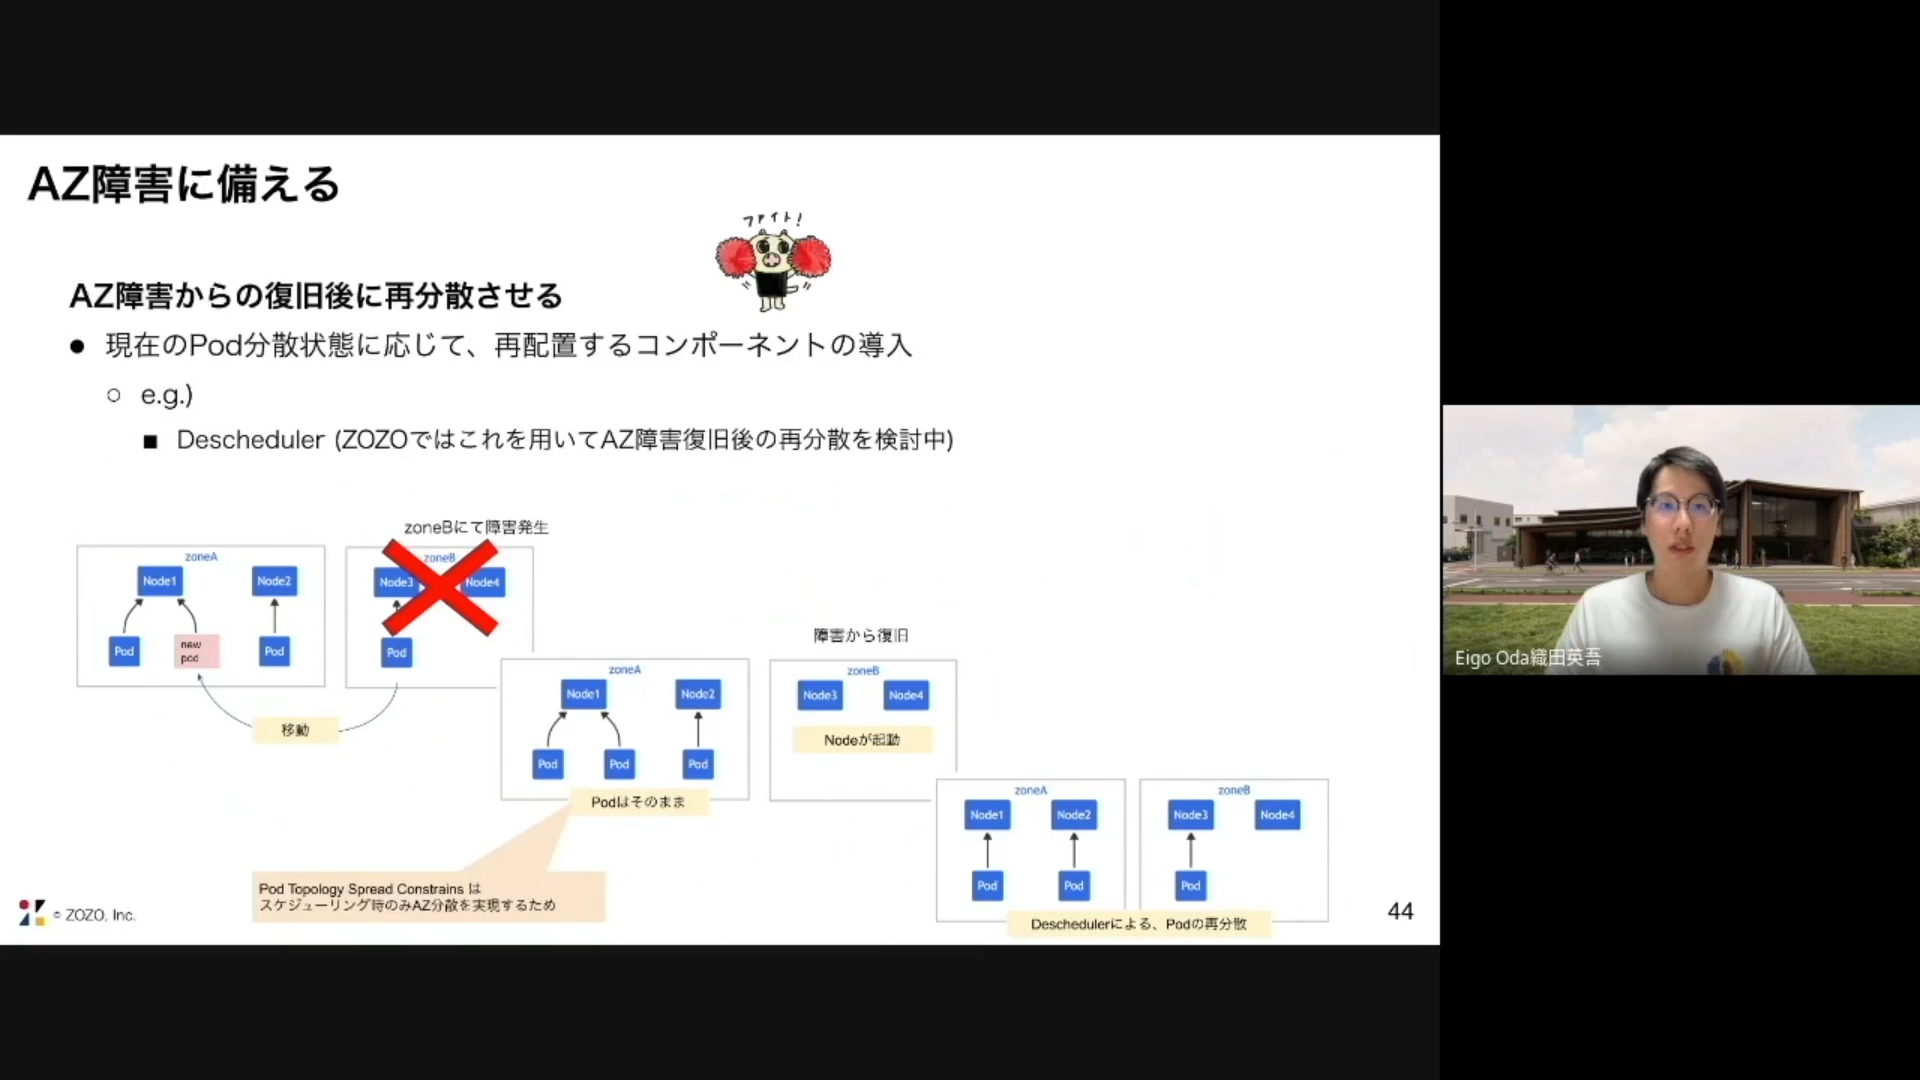 AZ障害に備える
ファイト!
AZ障害からの復旧後に再分散させる
● 現在のPod分散状態に応じて、再配置するコンポーネントの導入
○ e.g.)
■ Descheduler (ZOZOではこれを用いてAZ障害復旧後の再分散を検討中)
zoneBにて障害発生
zoneA
Node1
Node2
Pod
new
pod
Pod
zoneB
Node3
Node4
Pod
移動
zoneA
Node1
Node2
Pod
Pod
Pod
Podはそのまま
障害から復旧
zoneB
Node3
Node4
Nodeが起動
Pod Topology Spread Constrains は
スケジューリング時のみAZ分散を実現するため
zoneA
Node1
Node2
Pod
Pod
zoneB
Node3
Node4
Pod
Deschedulerによる、Podの再分散
© ZOZO, Inc.
44
Eigo Oda織田英吾